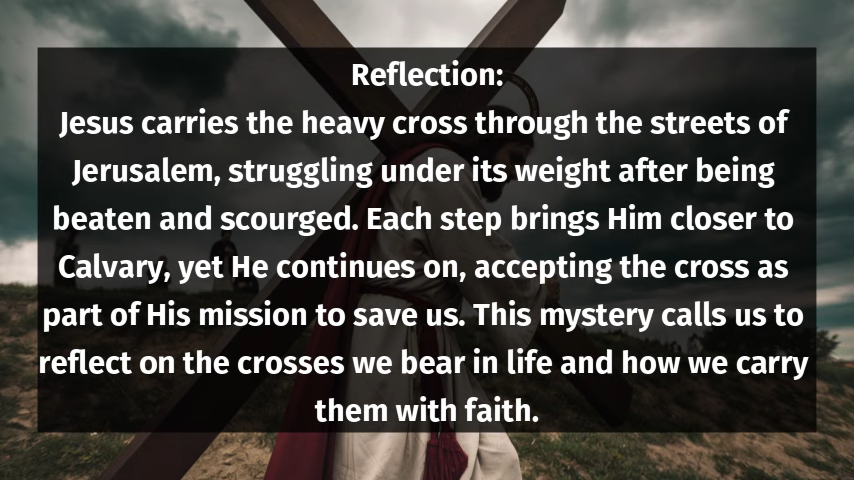 Reflection:
Jesus carries the heavy cross through the streets of
Jerusalem, struggling under its weight after being
beaten and scourged. Each step brings Him closer to
Calvary, yet He continues on, accepting the cross as
part of His mission to save us. This mystery calls us to
reflect on the crosses we bear in life and how we carry
them with faith.